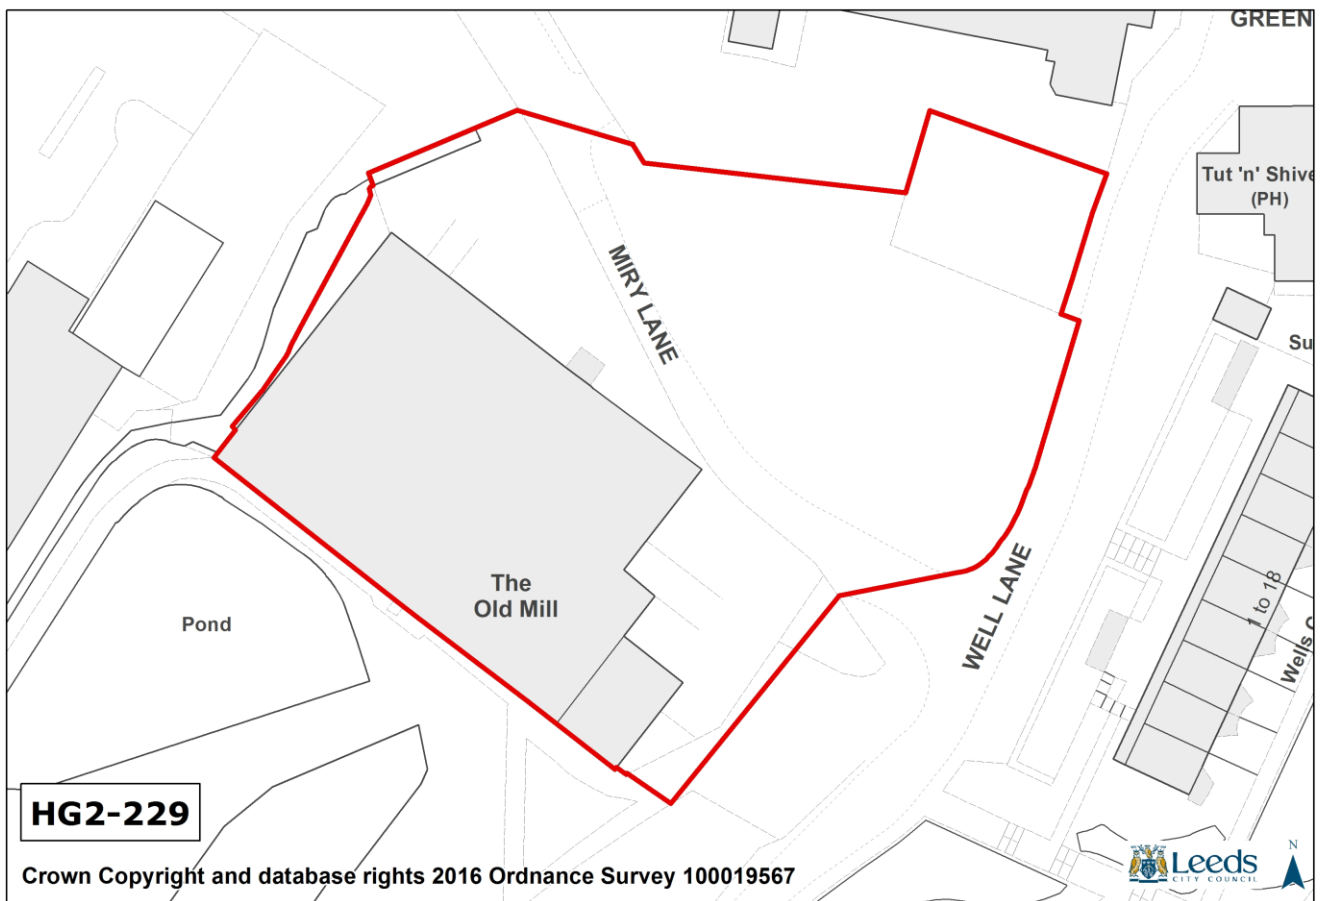 GREEN
Tut 'n' Shive
(PH)
MIRY LANE
Su
The
Old Mill
WELL LANE
1 to 18
Pond
Wells C
HG2-229
Crown Copyright and database rights 2016 Ordnance Survey 100019567
Leeds
CITY COUNCIL
N